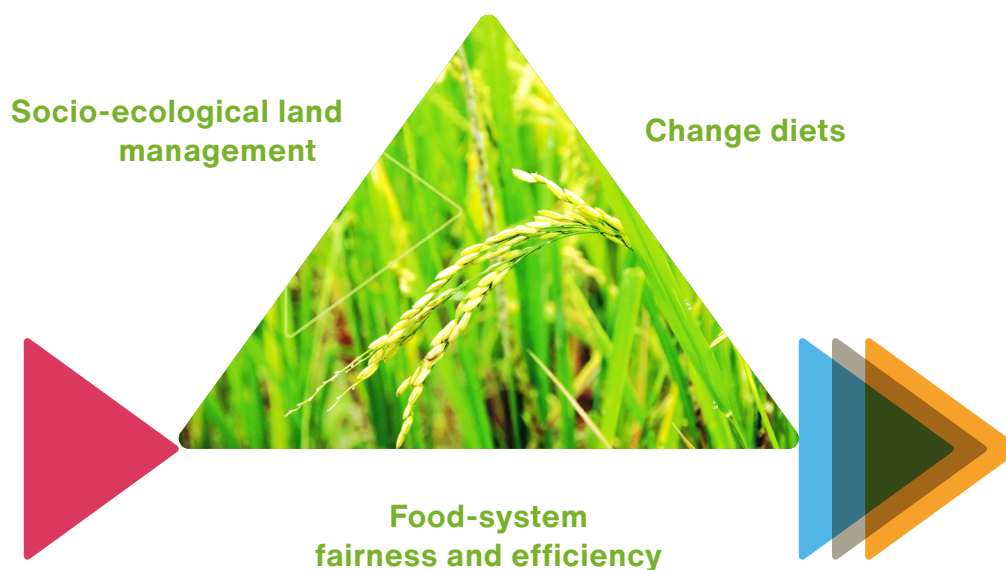 Socio-ecological land
management
Change diets
Food-system
fairness and efficiency